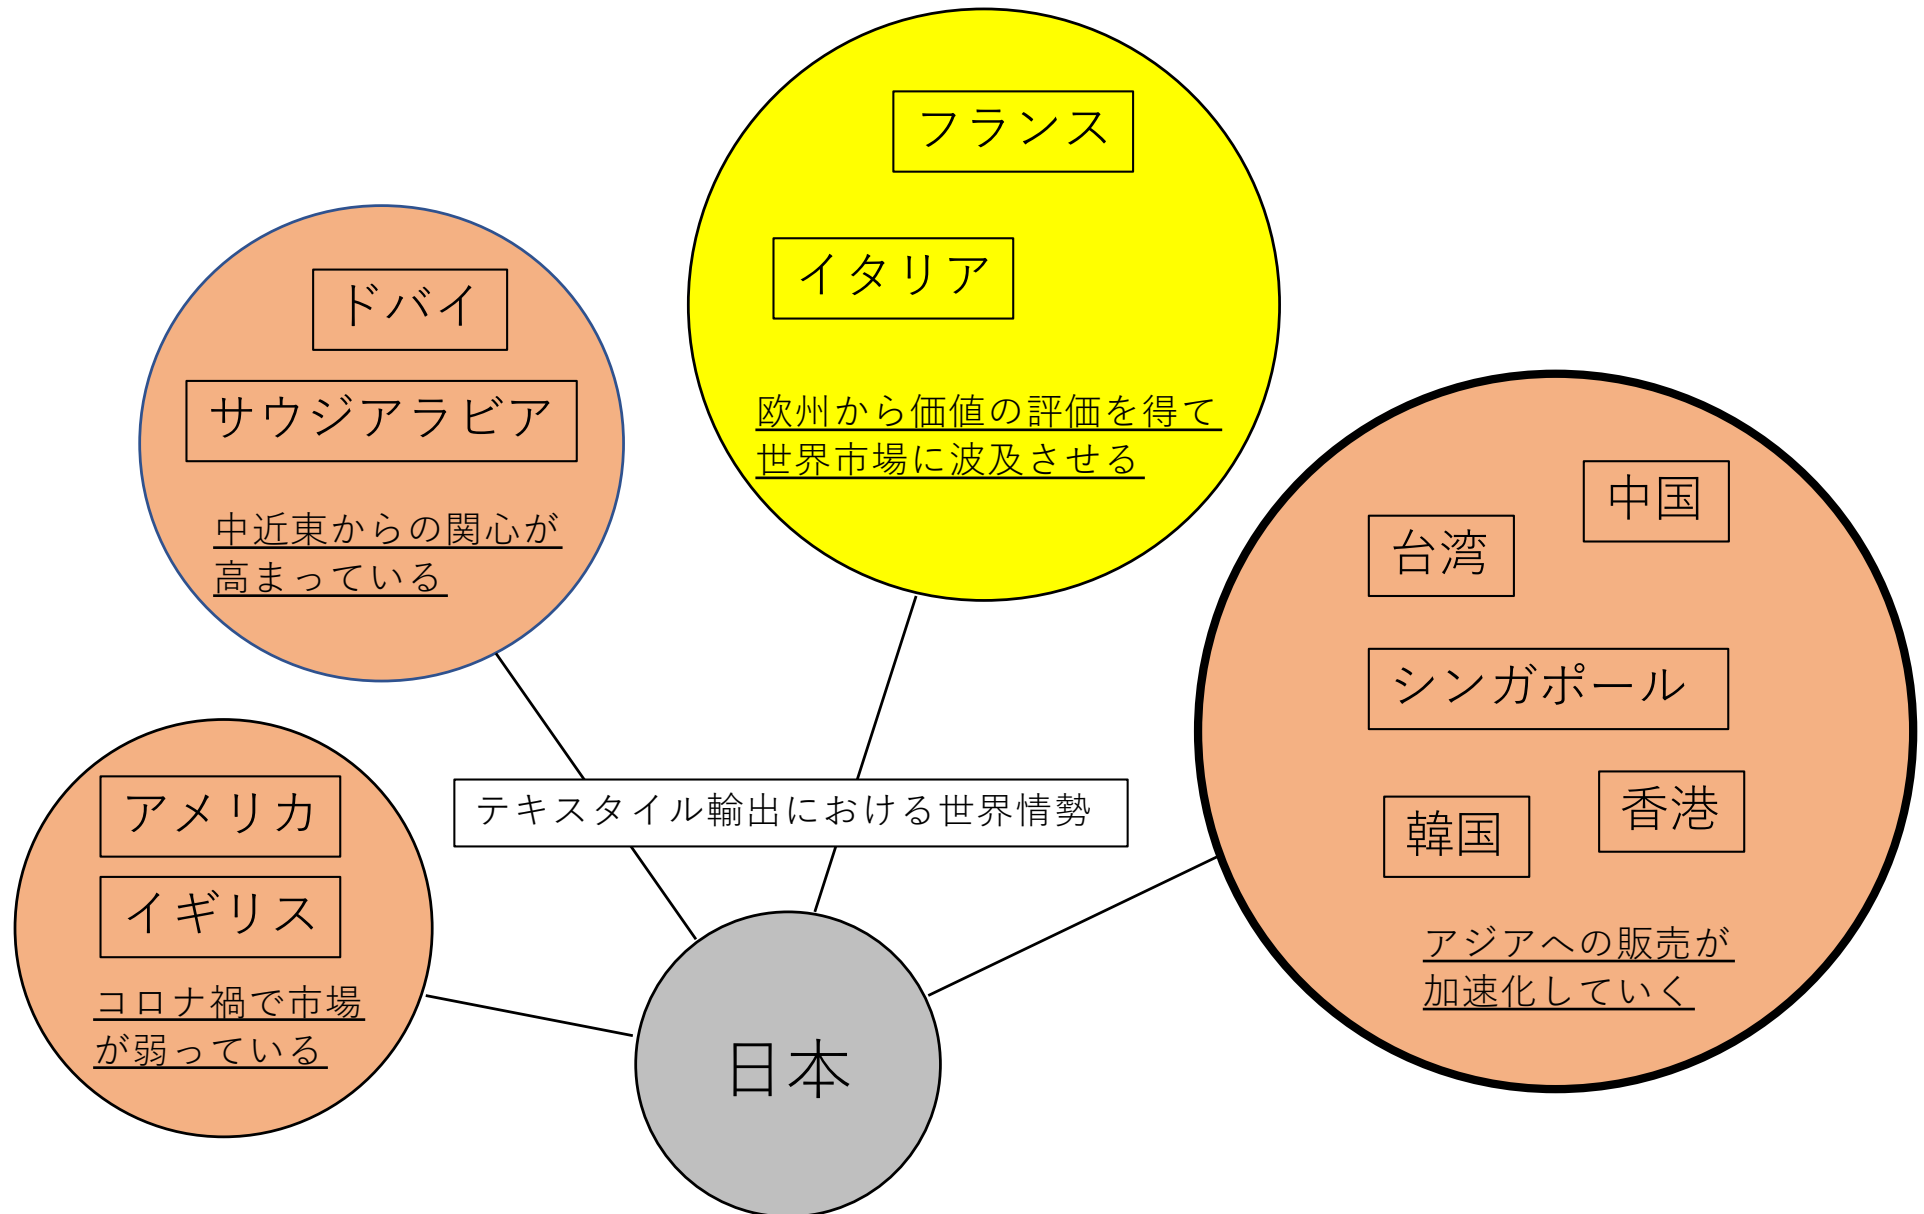 フランス
イタリア
欧州から価値の評価を得て
世界市場に波及させる
ドバイ
サウジアラビア
中近東からの関心が
高まっている
中国
台湾
シンガポール
香港
韓国
アジアへの販売が
加速化していく
アメリカ
イギリス
コロナ禍で市場
が弱っている
テキスタイル輸出における世界情勢
日本